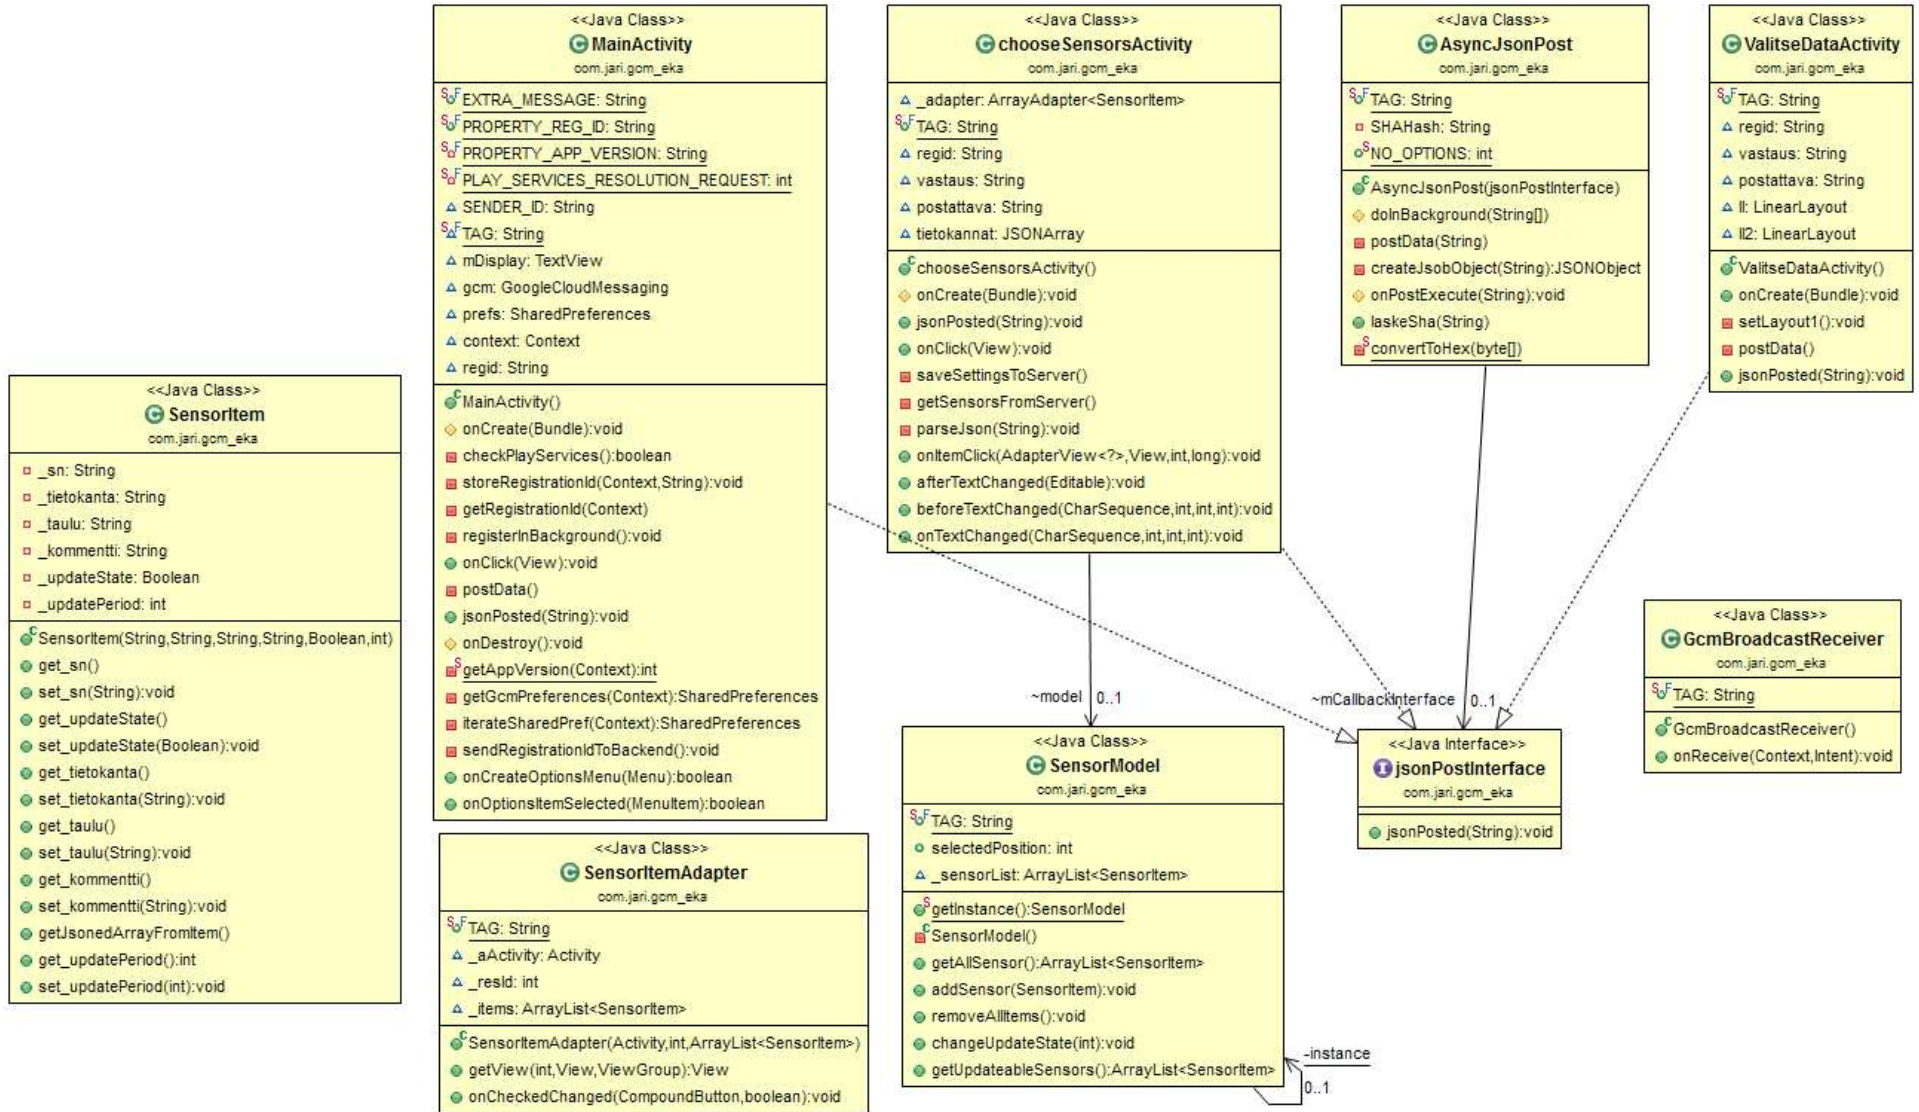 <<Java Class>>
MainActivity
com.jari.gcm_eka
EXTRA_MESSAGE: String
PROPERTY_REG_ID: String
PROPERTY_APP_VERSION: String
PLAY_SERVICES_RESOLUTION_REQUEST: int
SENDER_ID: String
TAG: String
mDisplay: TextView
gcm: GoogleCloudMessaging
prefs: SharedPreferences
context: Context
regid: String
MainActivity()
onCreate(Bundle):void
checkPlayServices():boolean
storeRegistrationId(Context,String):void
getRegistrationId(Context)
registerInBackground():void
onClick(View):void
postData()
jsonPosted(String):void
onDestroy():void
getAppVersion(Context):int
getGcmPreferences(Context):SharedPreferences
iterateSharedPref(Context):SharedPreferences
sendRegistrationIdToBackend():void
onCreateOptionsMenu(Menu):boolean
onOptionsItemSelected(MenuItem):boolean
<<Java Class>>
chooseSensorsActivity
com.jari.gcm_eka
_adapter: ArrayAdapter<SensorItem>
TAG: String
regid: String
vastaus: String
postattava: String
tietokannat: JSONArray
chooseSensorsActivity()
onCreate(Bundle):void
jsonPosted(String):void
onClick(View):void
saveSettingsToServer()
getSensorsFromServer()
parseJson(String):void
onItemClick(AdapterView<?>,View,int,long):void
afterTextChanged(Editable):void
beforeTextChanged(CharSequence,int,int,int):void
onTextChanged(CharSequence,int,int,int):void
<<Java Class>>
AsyncJsonPost
com.jari.gcm_eka
TAG: String
SHAHash: String
NO_OPTIONS: int
AsyncJsonPost(jsonPostInterface)
doInBackground(String[])
postData(String)
createJsobObject(String):JSONObject
onPostExecute(String):void
laskeSha(String)
convertToHex(byte[])
<<Java Class>>
ValitseDataActivity
com.jari.gcm_eka
TAG: String
regid: String
vastaus: String
postattava: String
ll: LinearLayout
ll2: LinearLayout
ValitseDataActivity()
onCreate(Bundle):void
setLayout1():void
postData()
jsonPosted(String):void
<<Java Class>>
SensorItem
com.jari.gcm_eka
_sn: String
_tietokanta: String
_taulu: String
_kommentti: String
_updateState: Boolean
_updatePeriod: int
SensorItem(String,String,String,String,Boolean,int)
get_sn()
set_sn(String):void
get_updateState()
set_updateState(Boolean):void
get_tietokanta()
set_tietokanta(String):void
get_taulu()
set_taulu(String):void
get_kommentti()
set_kommentti(String):void
getJsonedArrayFromItem()
get_updatePeriod():int
set_updatePeriod(int):void
<<Java Class>>
GcmBroadcastReceiver
com.jari.gcm_eka
TAG: String
GcmBroadcastReceiver()
onReceive(Context,Intent):void
~model 0..1
~mCallbackInterface 0..1
<<Java Class>>
SensorModel
com.jari.gcm_eka
TAG: String
selectedPosition: int
_sensorList: ArrayList<SensorItem>
getInstance():SensorModel
SensorModel()
getAllSensor():ArrayList<SensorItem>
addSensor(SensorItem):void
removeAllItems():void
changeUpdateState(int):void
getUpdateableSensors():ArrayList<SensorItem>
-instance
0..1
<<Java Interface>>
jsonPostInterface
com.jari.gcm_eka
jsonPosted(String):void
<<Java Class>>
SensorItemAdapter
com.jari.gcm_eka
TAG: String
_aActivity: Activity
_resId: int
_items: ArrayList<SensorItem>
SensorItemAdapter(Activity,int,ArrayList<SensorItem>)
getView(int,View,ViewGroup):View
onCheckedChanged(CompoundButton,boolean):void